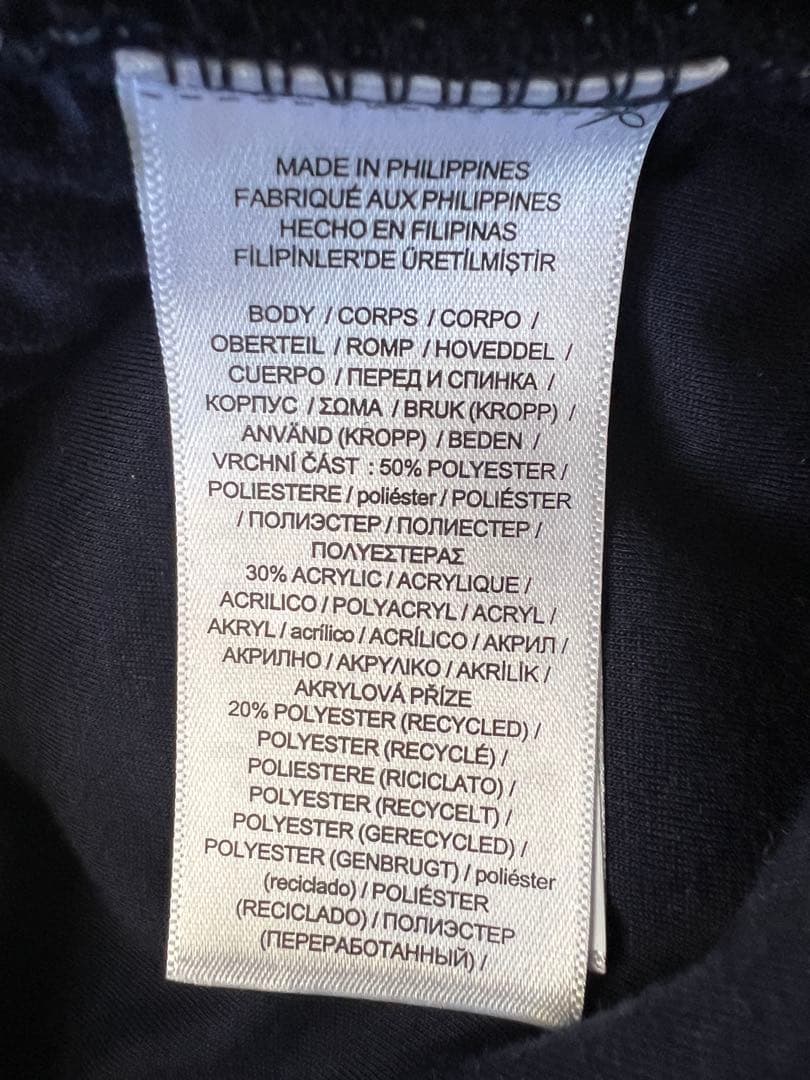 MADE IN PHILIPPINES
FABRIQUÉ AUX PHILIPPINES
HECHO EN FILIPINAS
FİLİPİNLER'DE ÜRETİLMİŞTİR
BODY / CORPS / CORPO /
OBERTEIL / ROMP / HOVEDDEL /
CUERPO / ПЕРЕД И СПИНКА /
КОРПУС / ΣΩΜΑ / BRUK (KROPP) /
ANVÄND (KROPP) / BEDEN /
VRCHNÍ ČÁST : 50% POLYESTER /
POLIESTERE / poliéster / POLIÉSTER
/ ПОЛИЭСТЕР / ПОЛИЕСТЕР /
ΠΟΛΥΕΣΤΕΡΑΣ
30% ACRYLIC / ACRYLIQUE /
ACRILICO / POLYACRYL / ACRYL /
AKRYL / acrílico / ACRÍLICO / АКРИЛ /
АКРИЛНО / ΑΚΡΥΛΙΚΟ / AKRİLİK /
AKRYLOVÁ PŘÍZE
20% POLYESTER (RECYCLED) /
POLYESTER (RECYCLÉ) /
POLIESTERE (RICICLATO) /
POLYESTER (RECYCELT) /
POLYESTER (GERECYCLED) /
POLYESTER (GENBRUGT) / poliéster
(reciclado) / POLIÉSTER
(RECICLADO) / ПОЛИЭСТЕР
(ПЕРЕРАБОТАННЫЙ) /